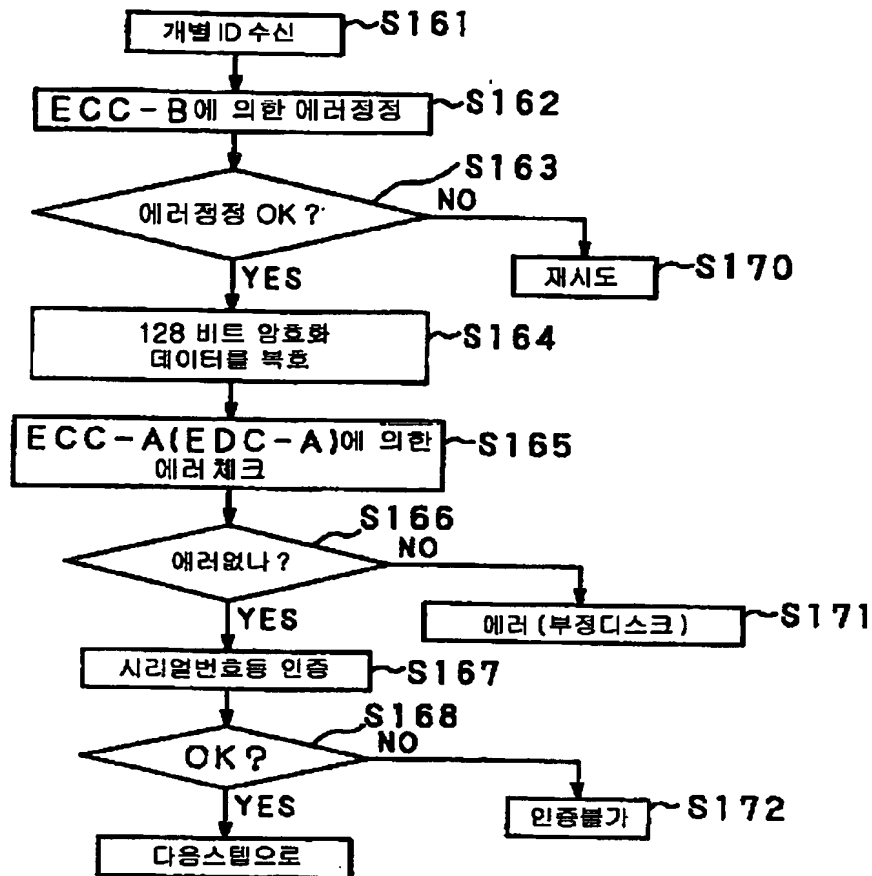 개별 ID 수신
S161
ECC-B에 의한 에러정정
S162
S163
에러정정 OK ?
NO
YES
재시도
S170
128 비트 암호화
데이터를 복호
S164
ECC-A(EDC-A)에 의한
에러 체크
S165
S166
에러없나 ?
NO
YES
에러 (부정디스크)
S171
시리얼번호등 인증
S167
S168
OK ?
NO
YES
인증불가
S172
다음스텝으로